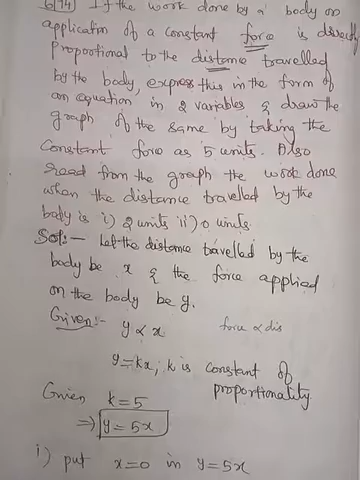 6) 74) If the work done by a body on
application of a constant force is directly
proportional to the distance travelled
by the body, express this in the form of
an equation in 2 variables & draw the
graph of the same by taking the
constant force as 5 units. Also
read from the graph the work done
when the distance travelled by the
body is i) 2 units ii) 0 units
Sol:- Let the distance travelled by the
body be x & the force applied
on the body be y.
Given:- y ∝ x force ∝ dis
y = kx; k is constant of
proportionality
Given k = 5
⇒ y = 5x
i) put x = 0 in y = 5x